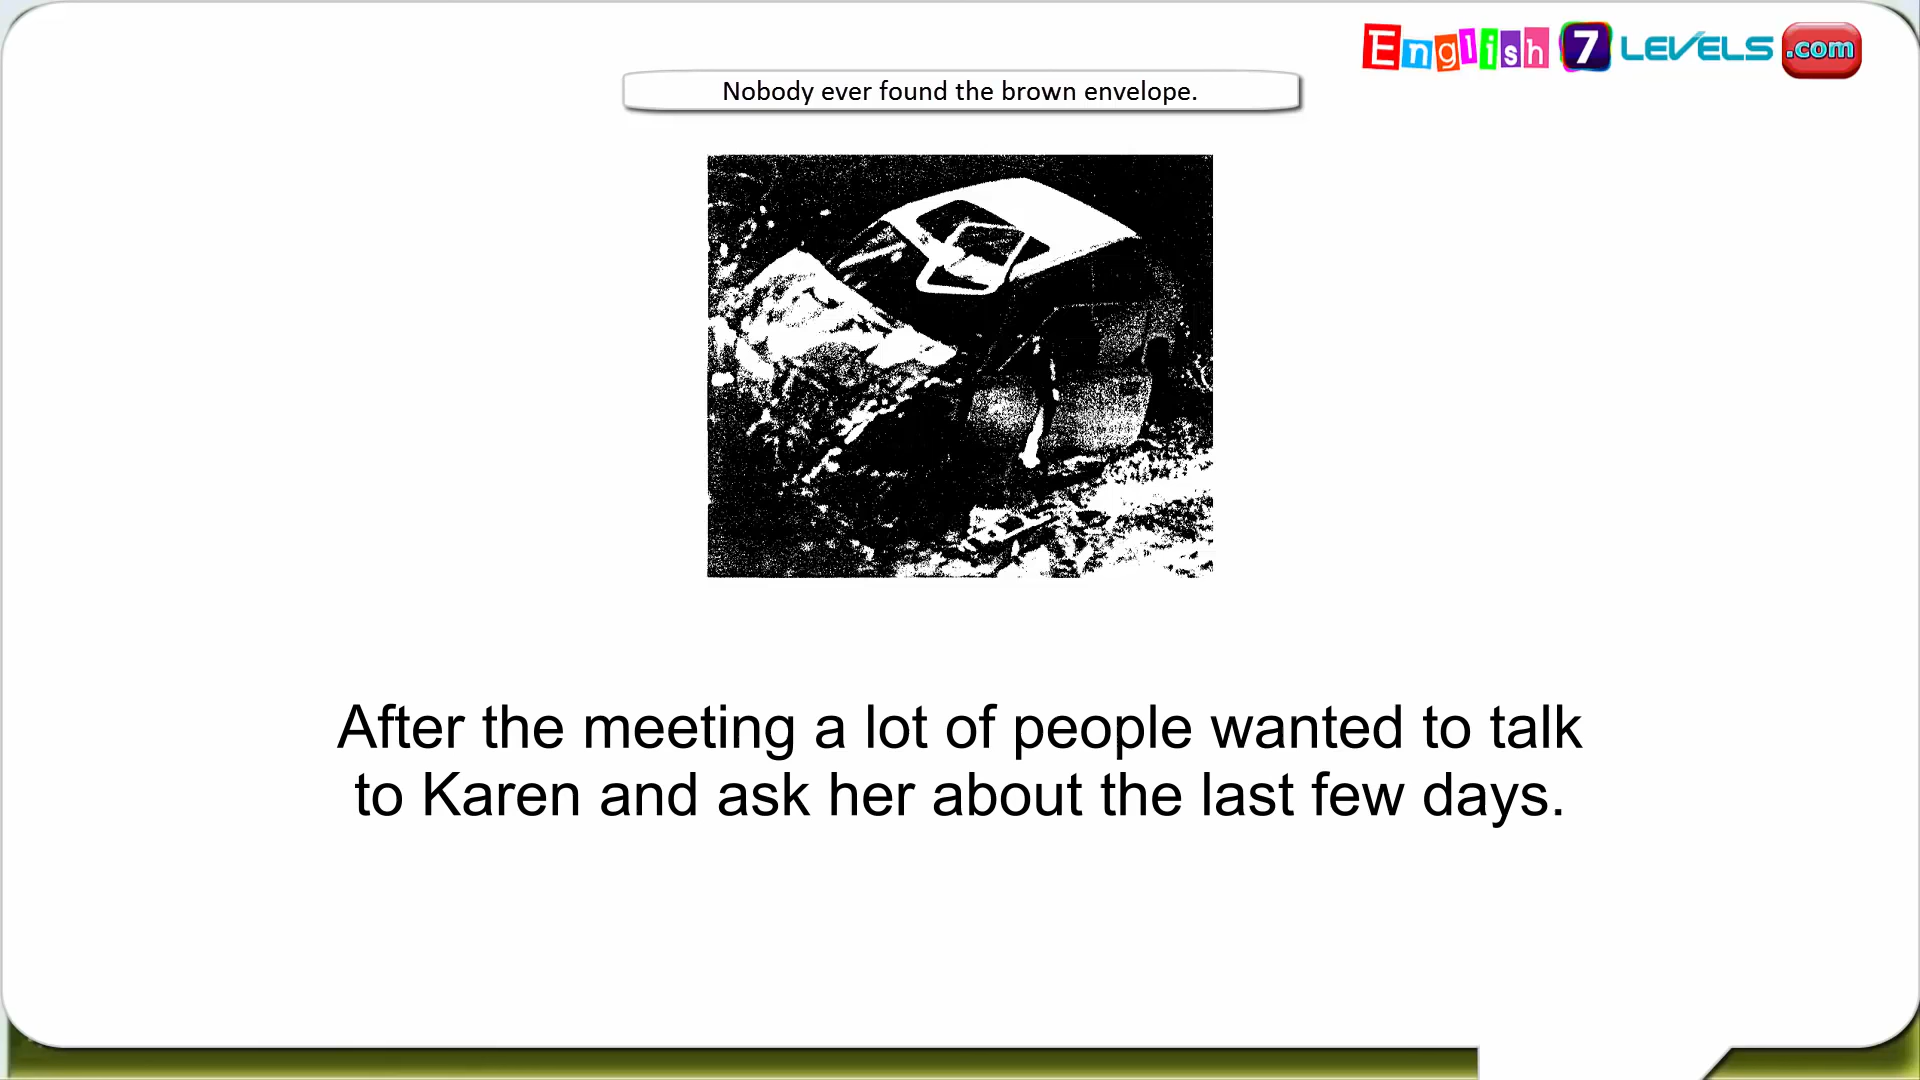 English 7 LEVELS .com
Nobody ever found the brown envelope.
After the meeting a lot of people wanted to talk
to Karen and ask her about the last few days.